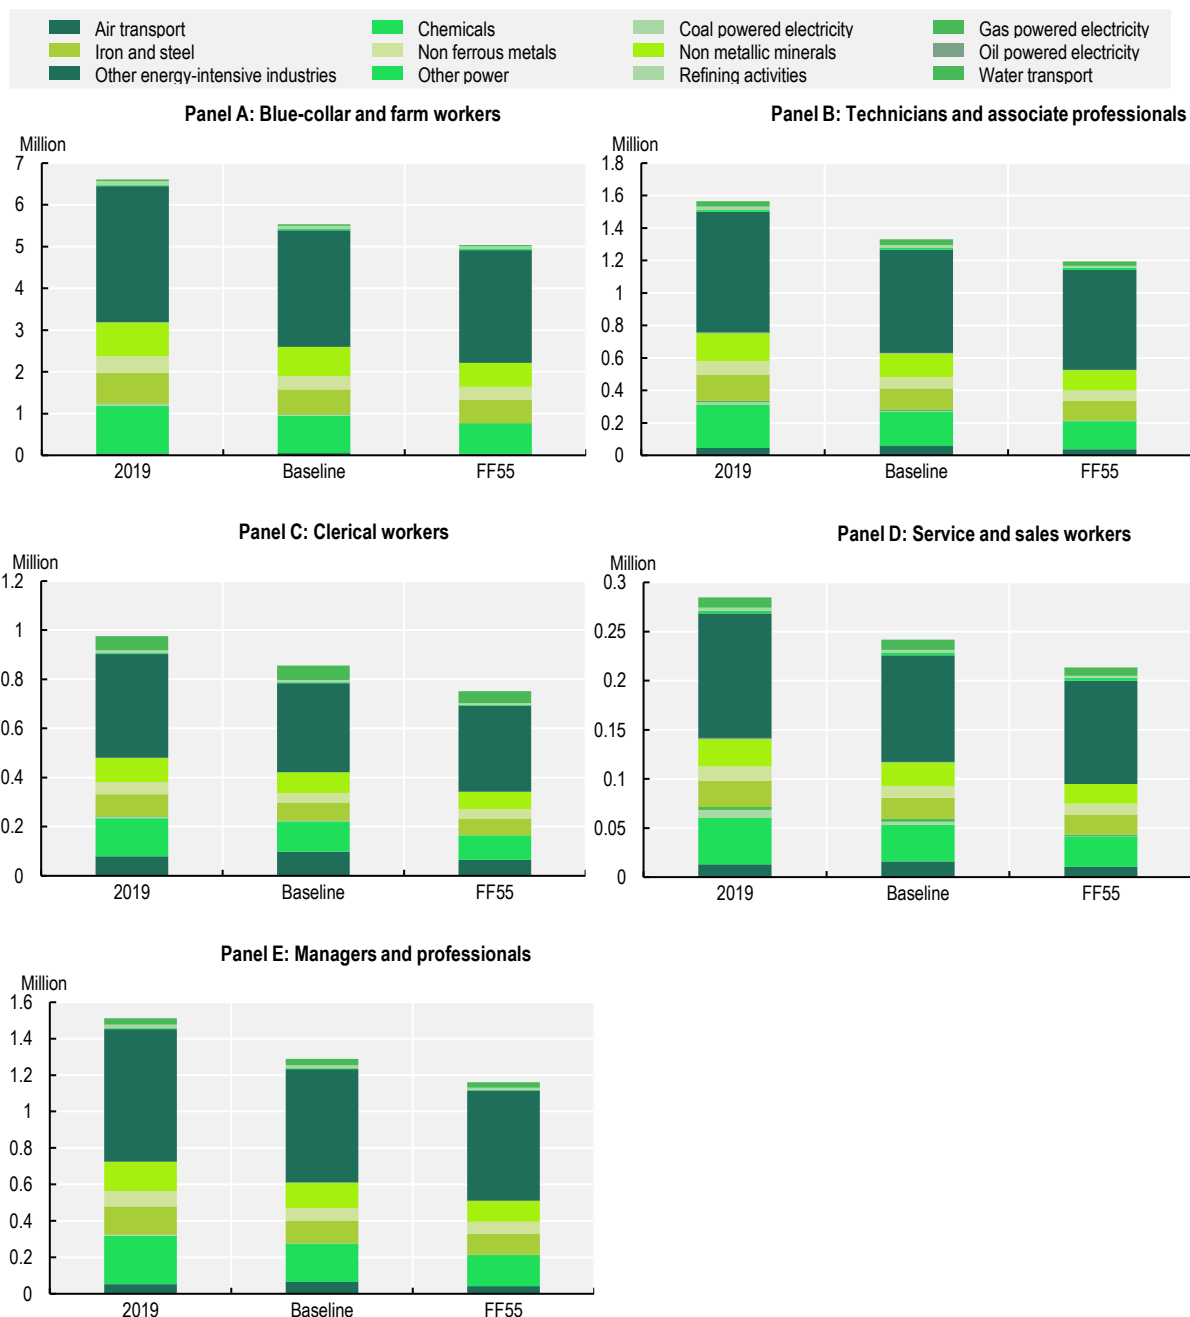 Air transport Chemicals Coal powered electricity Gas powered electricity
Iron and steel Non ferrous metals Non metallic minerals Oil powered electricity
Other energy-intensive industries Other power Refining activities Water transport
Panel A: Blue-collar and farm workers
Million
7
6
5
4
3
2
1
0
2019 Baseline FF55
Panel B: Technicians and associate professionals
Million
1.8
1.6
1.4
1.2
1
0.8
0.6
0.4
0.2
0
2019 Baseline FF55
Panel C: Clerical workers
Million
1.2
1
0.8
0.6
0.4
0.2
0
2019 Baseline FF55
Panel D: Service and sales workers
Million
0.3
0.25
0.2
0.15
0.1
0.05
0
2019 Baseline FF55
Panel E: Managers and professionals
Million
1.6
1.4
1.2
1
0.8
0.6
0.4
0.2
0
2019 Baseline FF55